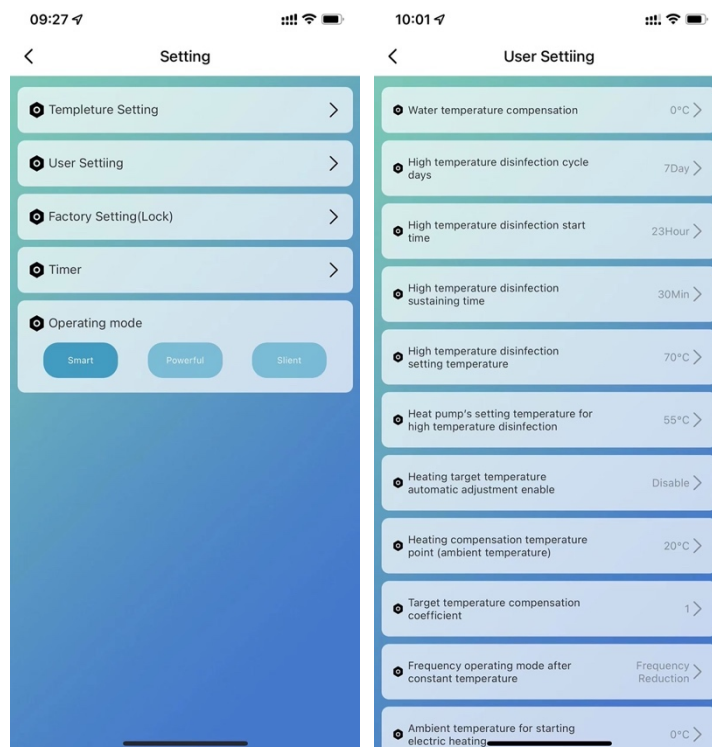 09:27
Setting
Templeture Setting
User Settiing
Factory Setting(Lock)
Timer
Operating mode
Smart
Powerful
Slient
10:01
User Settiing
Water temperature compensation
0°C
High temperature disinfection cycle
days
7Day
High temperature disinfection start
time
23Hour
High temperature disinfection
sustaining time
30Min
High temperature disinfection
setting temperature
70°C
Heat pump's setting temperature for
high temperature disinfection
55°C
Heating target temperature
automatic adjustment enable
Disable
Heating compensation temperature
point (ambient temperature)
20°C
Target temperature compensation
coefficient
1
Frequency operating mode after
constant temperature
Frequency
Reduction
Ambient temperature for starting
electric heating
0°C